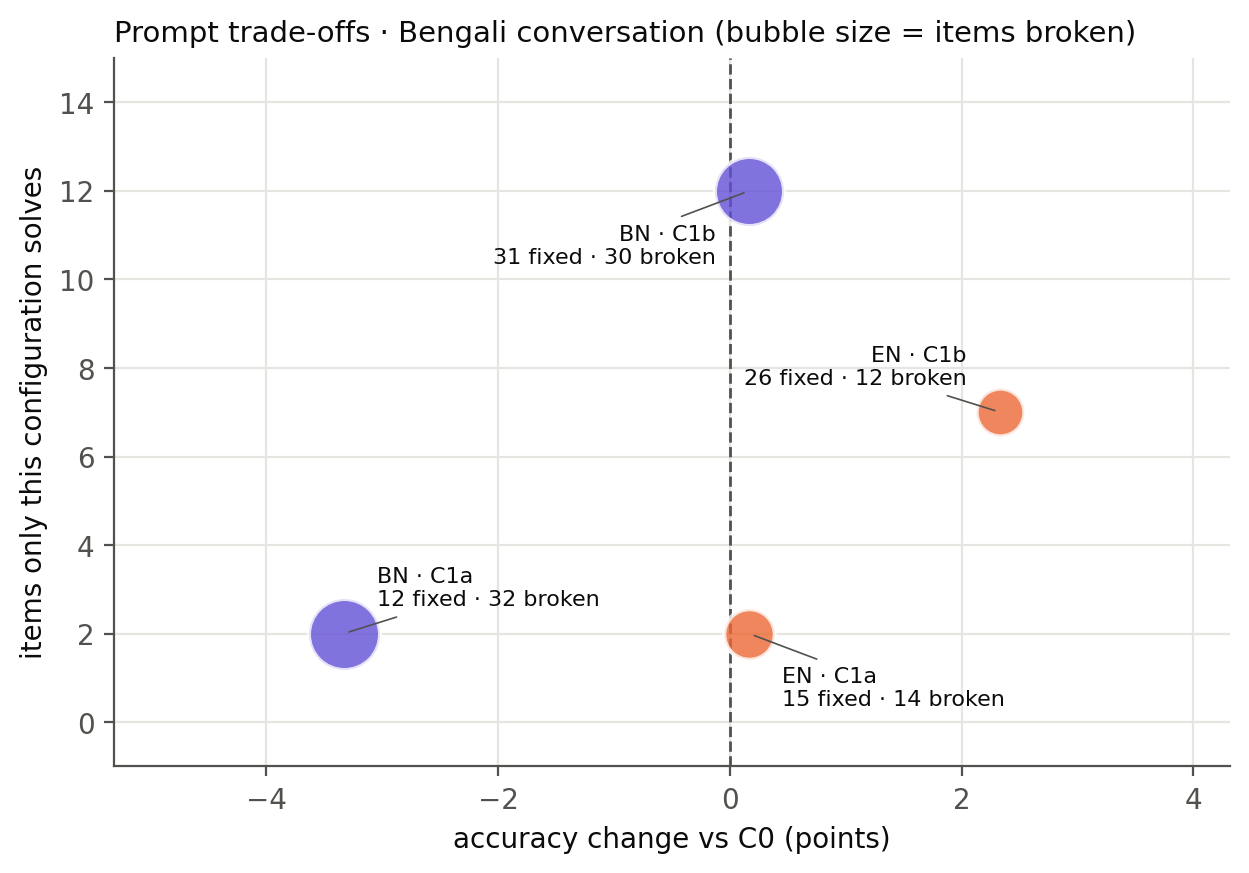 Prompt trade-offs · Bengali conversation (bubble size = items broken)
items only this configuration solves
14
12
10
8
6
4
2
0
BN · C1b
31 fixed · 30 broken
EN · C1b
26 fixed · 12 broken
BN · C1a
12 fixed · 32 broken
EN · C1a
15 fixed · 14 broken
−4
−2
0
2
4
accuracy change vs C0 (points)